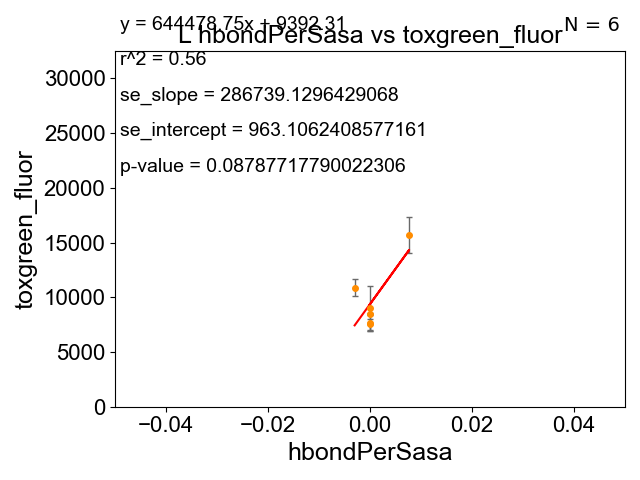 y = 644478.75x + 9392.31
N = 6
L hbondPerSasa vs toxgreen_fluor
r^2 = 0.56
se_slope = 286739.1296429068
se_intercept = 963.1062408577161
p-value = 0.08787717790022306
toxgreen_fluor
30000
25000
20000
15000
10000
5000
0
−0.04
−0.02
0.00
0.02
0.04
hbondPerSasa